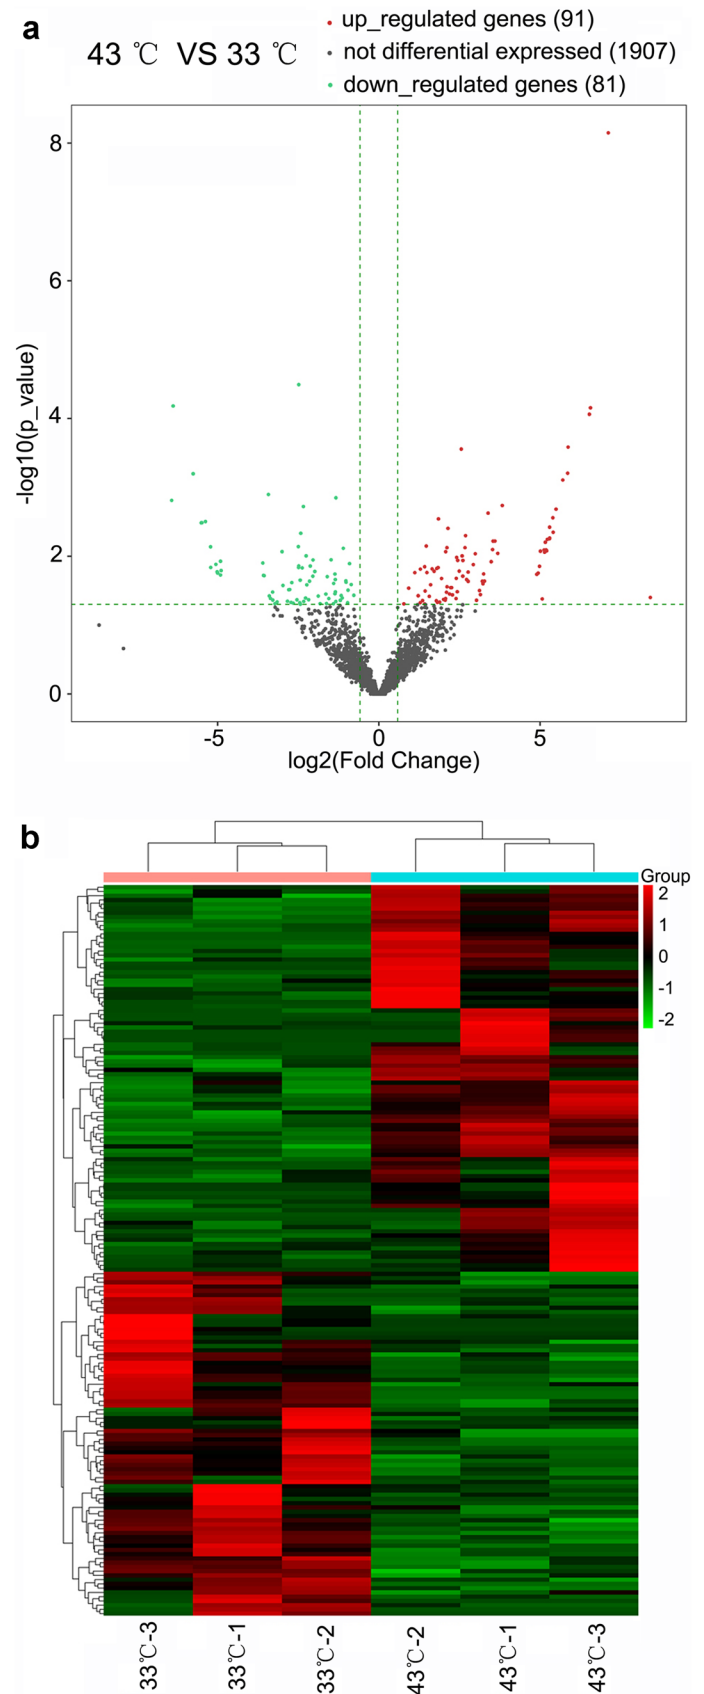 a
43 ℃ VS 33 ℃
up_regulated genes (91)
not differential expressed (1907)
down_regulated genes (81)
8
6
4
2
0
-log10(p_value)
-5 0 5
log2(Fold Change)
b
Group
2
1
0
-1
-2
33℃-3
33℃-1
33℃-2
43℃-2
43℃-1
43℃-3